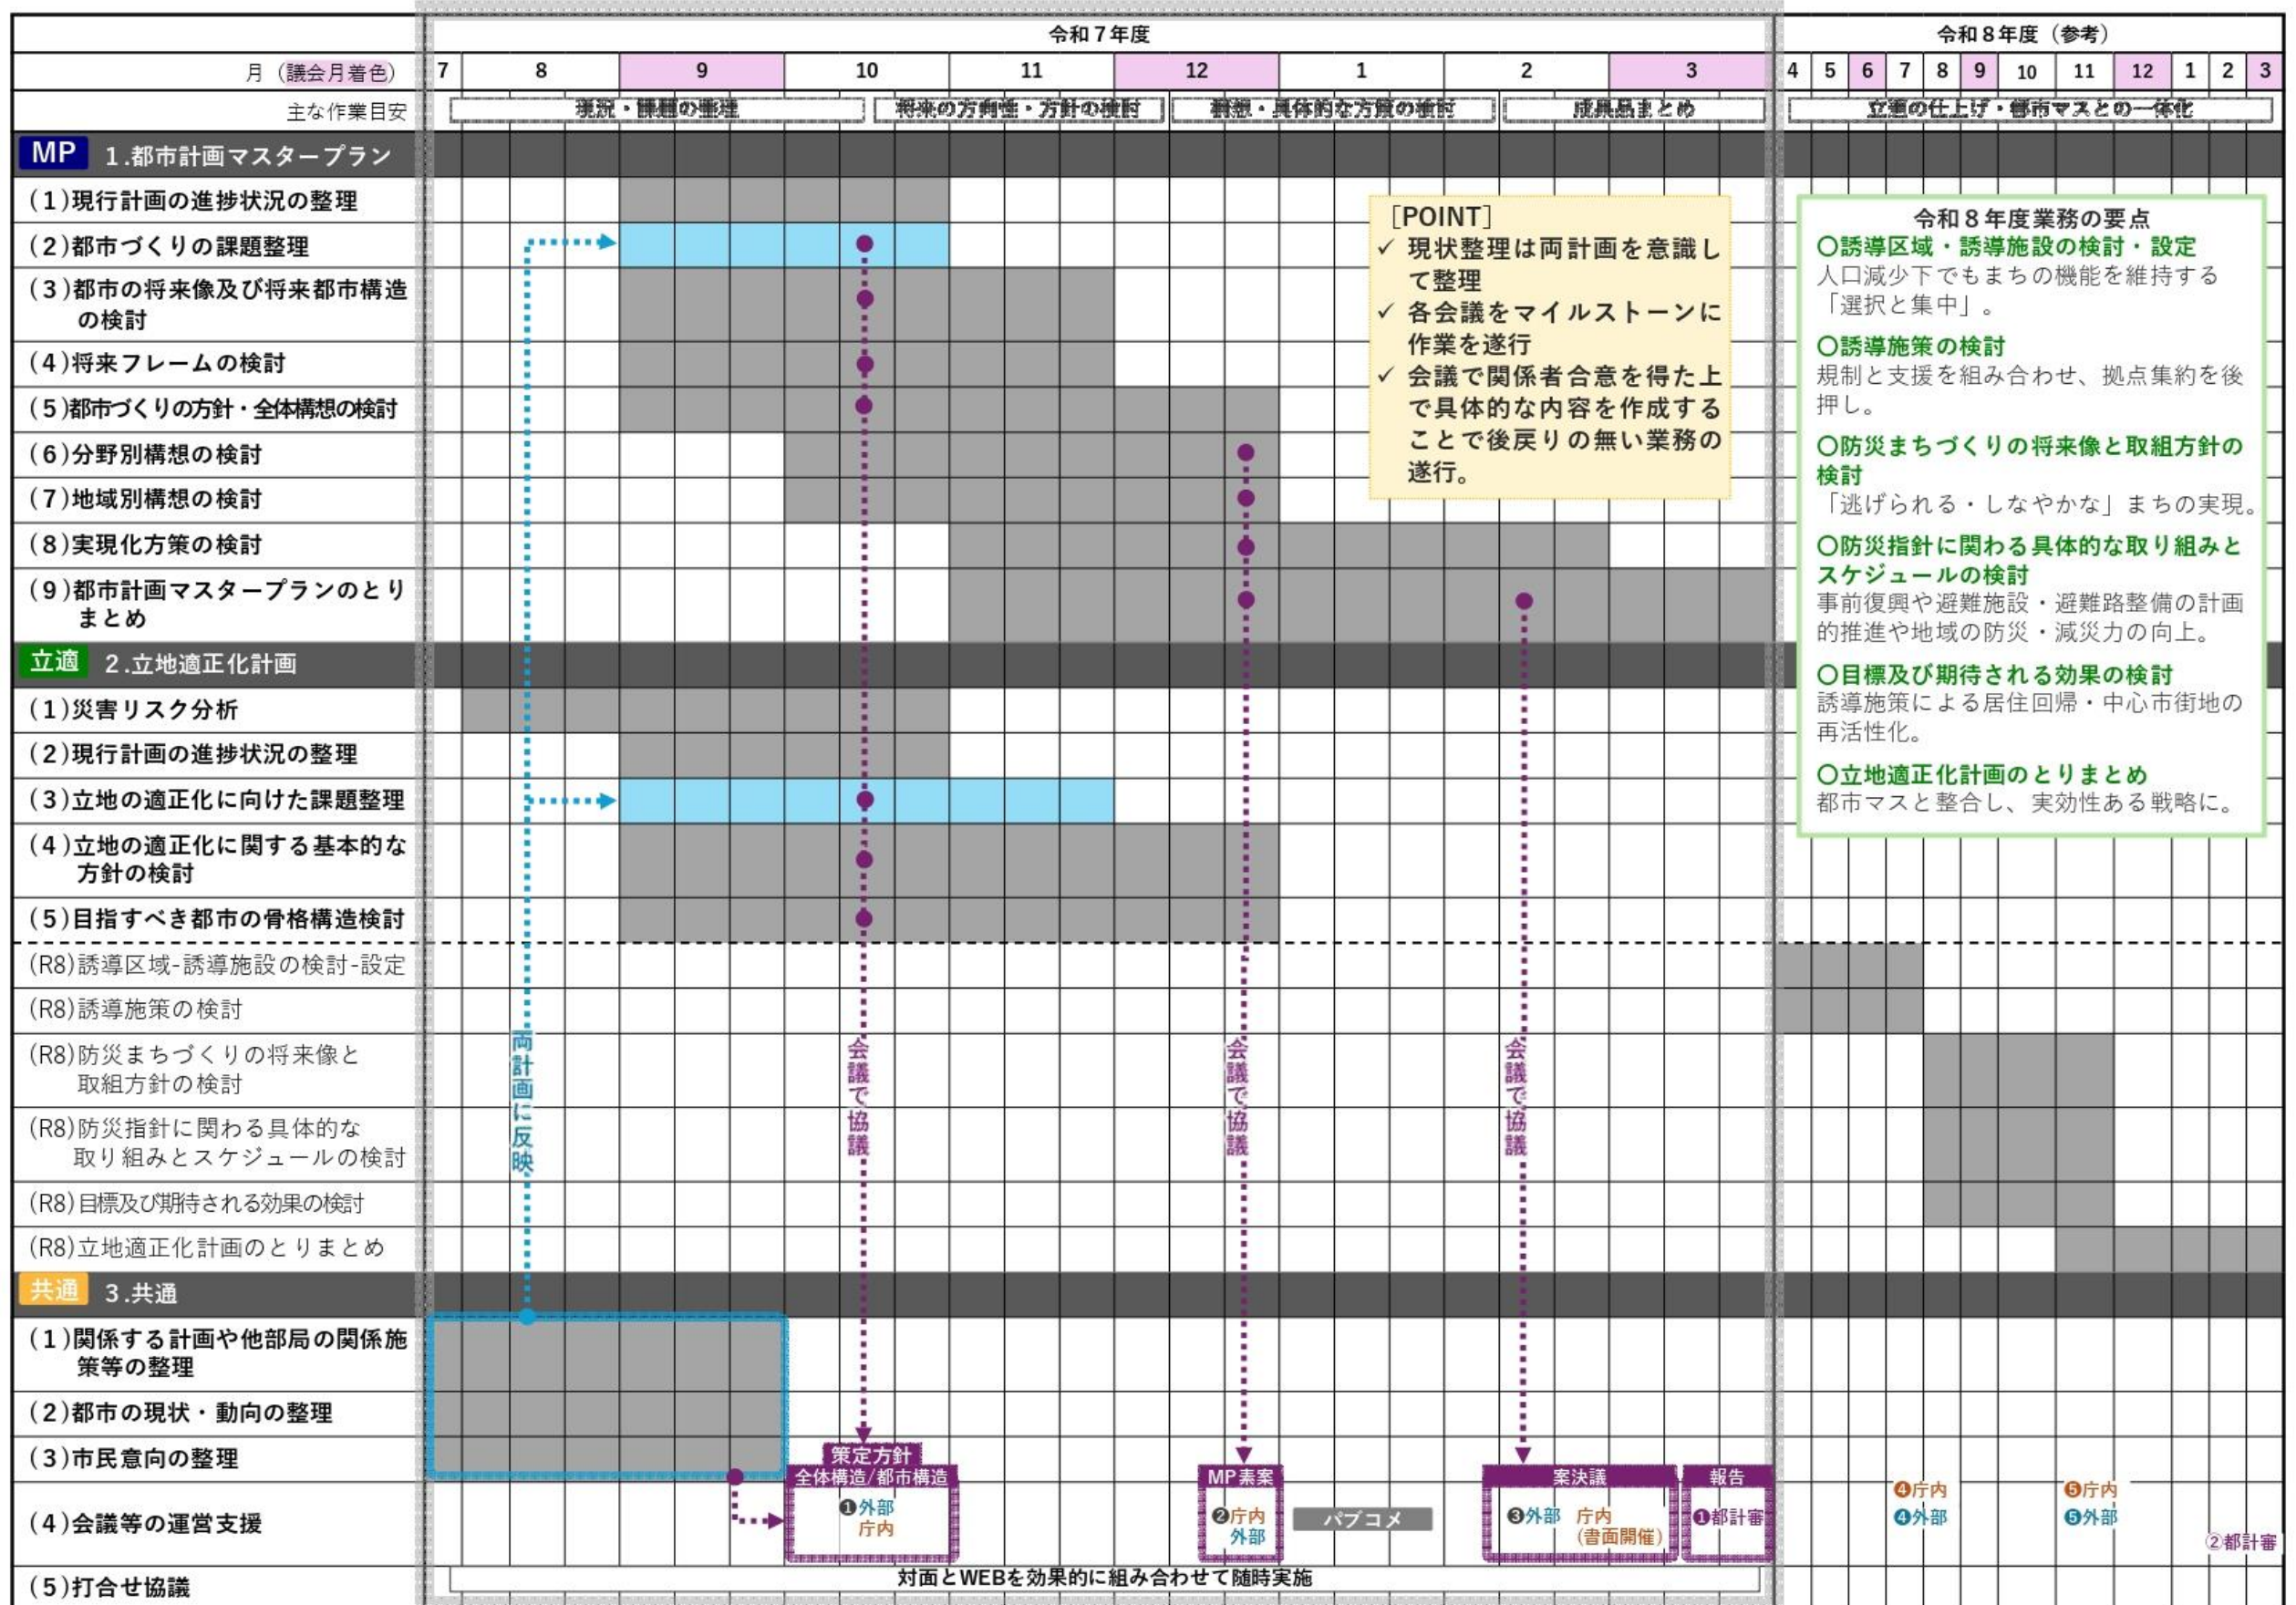 令和７年度
令和８年度（参考）
月（議会月着色） 7 8 9 10 11 12 1 2 3 4 5 6 7 8 9 10 11 12 1 2 3
主な作業目安 現況・課題の整理 将来の方向性・方針の検討 構想・具体的な方策の検討 成果品まとめ 立適の仕上げ・都市マスとの一体化
MP 1.都市計画マスタープラン
(1)現行計画の進捗状況の整理
(2)都市づくりの課題整理
(3)都市の将来像及び将来都市構造
の検討
(4)将来フレームの検討
(5)都市づくりの方針・全体構想の検討
(6)分野別構想の検討
(7)地域別構想の検討
(8)実現化方策の検討
(9)都市計画マスタープランのとり
まとめ
［POINT］
✓ 現状整理は両計画を意識し
て整理
✓ 各会議をマイルストーンに
作業を遂行
✓ 会議で関係者合意を得た上
で具体的な内容を作成する
ことで後戻りの無い業務の
遂行。
令和８年度業務の要点
〇誘導区域・誘導施設の検討・設定
人口減少下でもまちの機能を維持する
「選択と集中」。
〇誘導施策の検討
規制と支援を組み合わせ、拠点集約を後
押し。
〇防災まちづくりの将来像と取組方針の
検討
「逃げられる・しなやかな」まちの実現。
〇防災指針に関わる具体的な取り組みと
スケジュールの検討
事前復興や避難施設・避難路整備の計画
的推進や地域の防災・減災力の向上。
〇目標及び期待される効果の検討
誘導施策による居住回帰・中心市街地の
再活性化。
〇立地適正化計画のとりまとめ
都市マスと整合し、実効性ある戦略に。
立適 2.立地適正化計画
(1)災害リスク分析
(2)現行計画の進捗状況の整理
(3)立地の適正化に向けた課題整理
(4)立地の適正化に関する基本的な
方針の検討
(5)目指すべき都市の骨格構造検討
(R8)誘導区域-誘導施設の検討-設定
(R8)誘導施策の検討
(R8)防災まちづくりの将来像と
取組方針の検討
(R8)防災指針に関わる具体的な
取り組みとスケジュールの検討
(R8)目標及び期待される効果の検討
(R8)立地適正化計画のとりまとめ
両計画に反映
会議で協議
会議で協議
会議で協議
共通 3.共通
(1)関係する計画や他部局の関係施
策等の整理
(2)都市の現状・動向の整理
(3)市民意向の整理
(4)会議等の運営支援
策定方針
全体構造/都市構造
❶外部
庁内
MP素案
❷庁内
外部
パブコメ
案決議
❸外部 庁内
(書面開催)
報告
❶都計審
❹庁内
❹外部
❺庁内
❺外部
②都計審
(5)打合せ協議
対面とWEBを効果的に組み合わせて随時実施